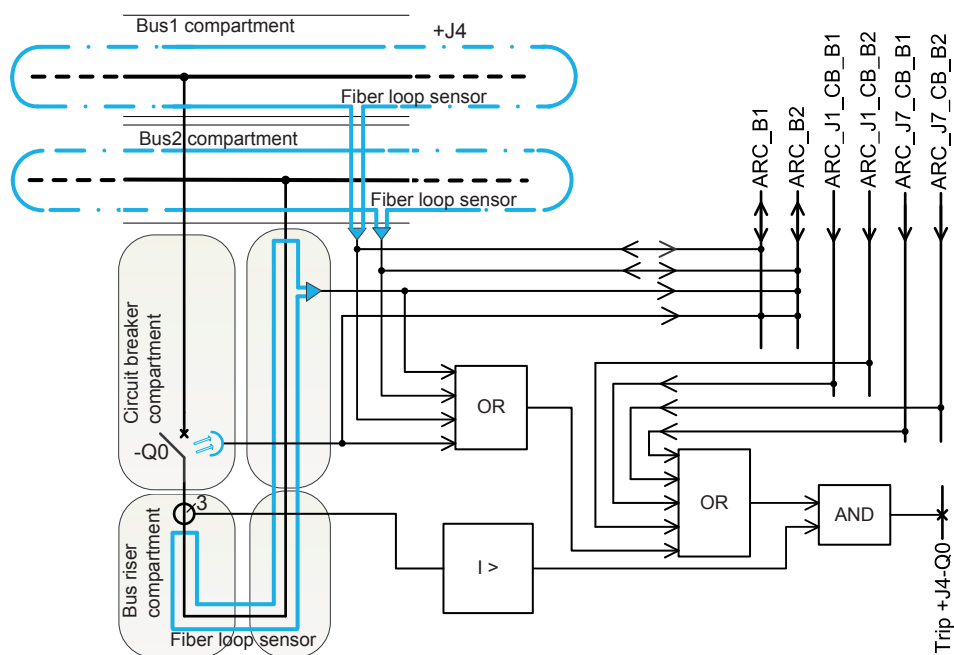 Bus1 compartment
+J4
Fiber loop sensor
Bus2 compartment
Fiber loop sensor
ARC_B1
ARC_B2
ARC_J1_CB_B1
ARC_J1_CB_B2
ARC_J7_CB_B1
ARC_J7_CB_B2
Circuit breaker
compartment
-Q0
OR
3
OR
AND
I >
Bus riser
compartment
Fiber loop sensor
Trip +J4-Q0